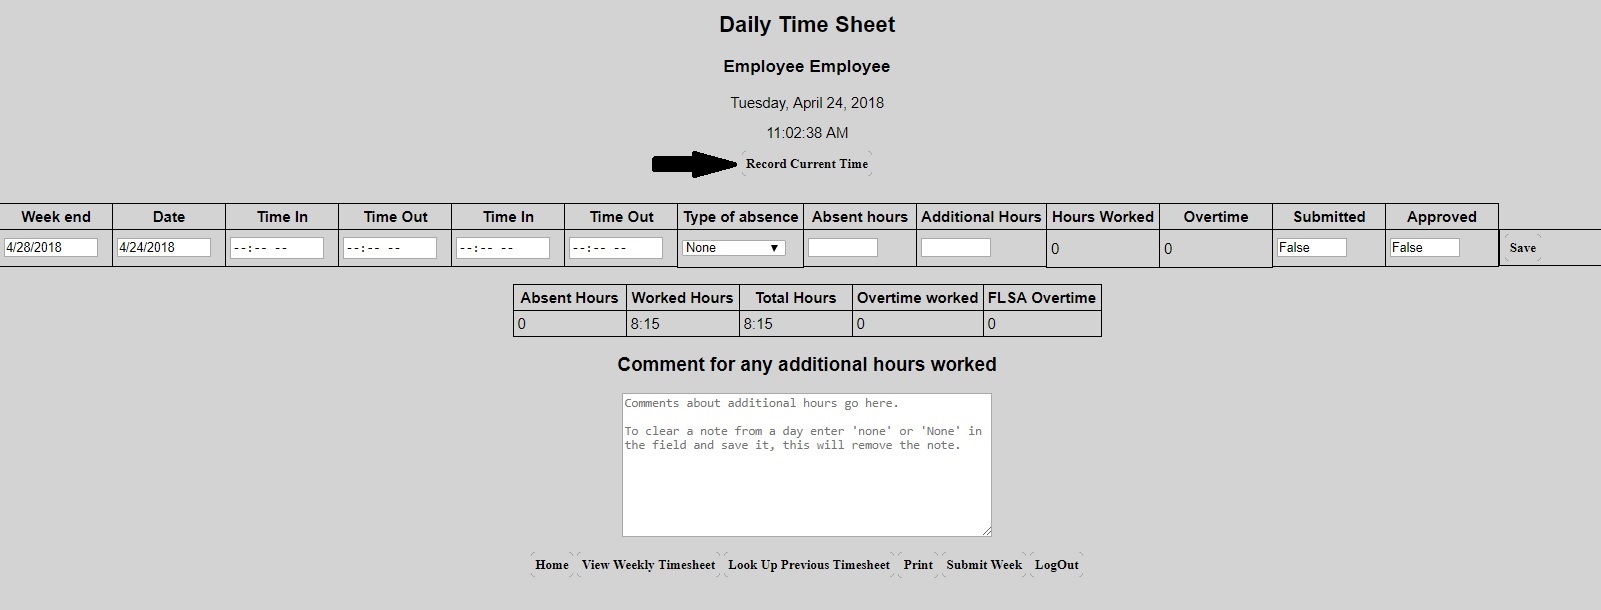 Daily Time Sheet
Employee Employee
Tuesday, April 24, 2018
11:02:38 AM
Record Current Time
Week end Date Time In Time Out Time In Time Out Type of absence Absent hours Additional Hours Hours Worked Overtime Submitted Approved
4/28/2018 4/24/2018 --:-- -- --:-- -- --:-- -- --:-- -- None 0 0 False False Save
Absent Hours Worked Hours Total Hours Overtime worked FLSA Overtime
0 8:15 8:15 0 0
Comment for any additional hours worked
Comments about additional hours go here.
To clear a note from a day enter 'none' or 'None' in
the field and save it, this will remove the note.
Home View Weekly Timesheet Look Up Previous Timesheet Print Submit Week LogOut